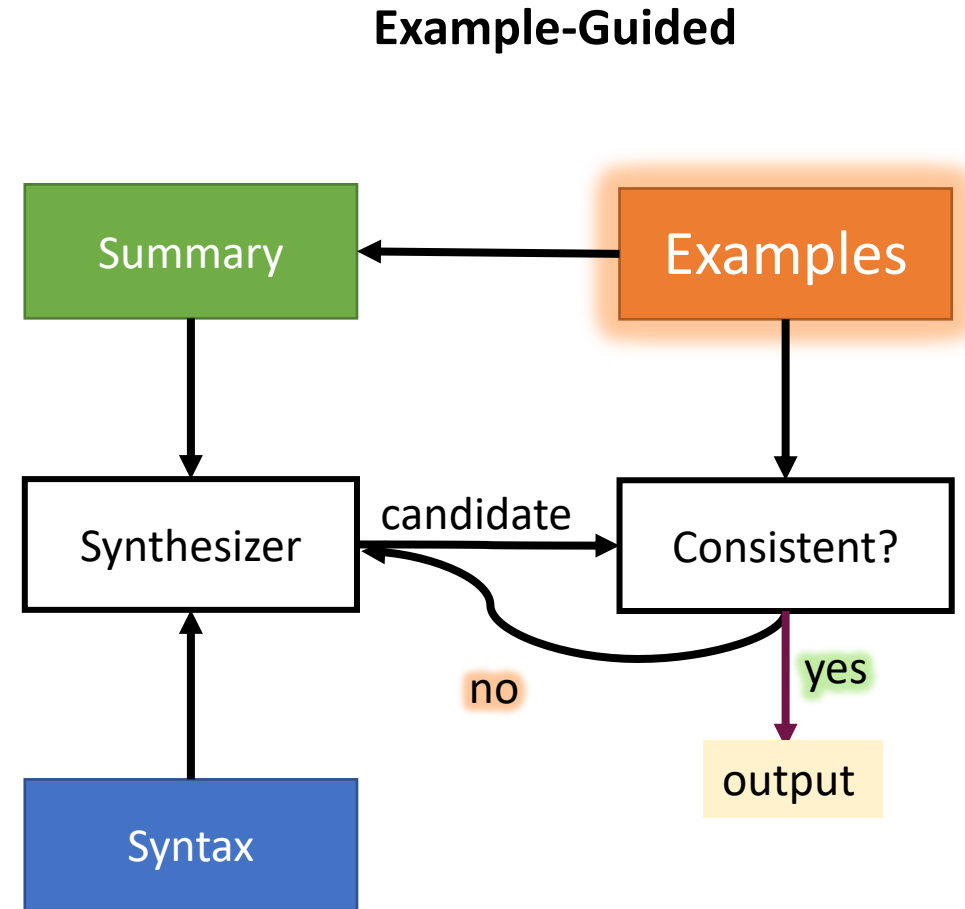 Example-Guided
Summary
Examples
Synthesizer
candidate
Consistent?
no
yes
output
Syntax